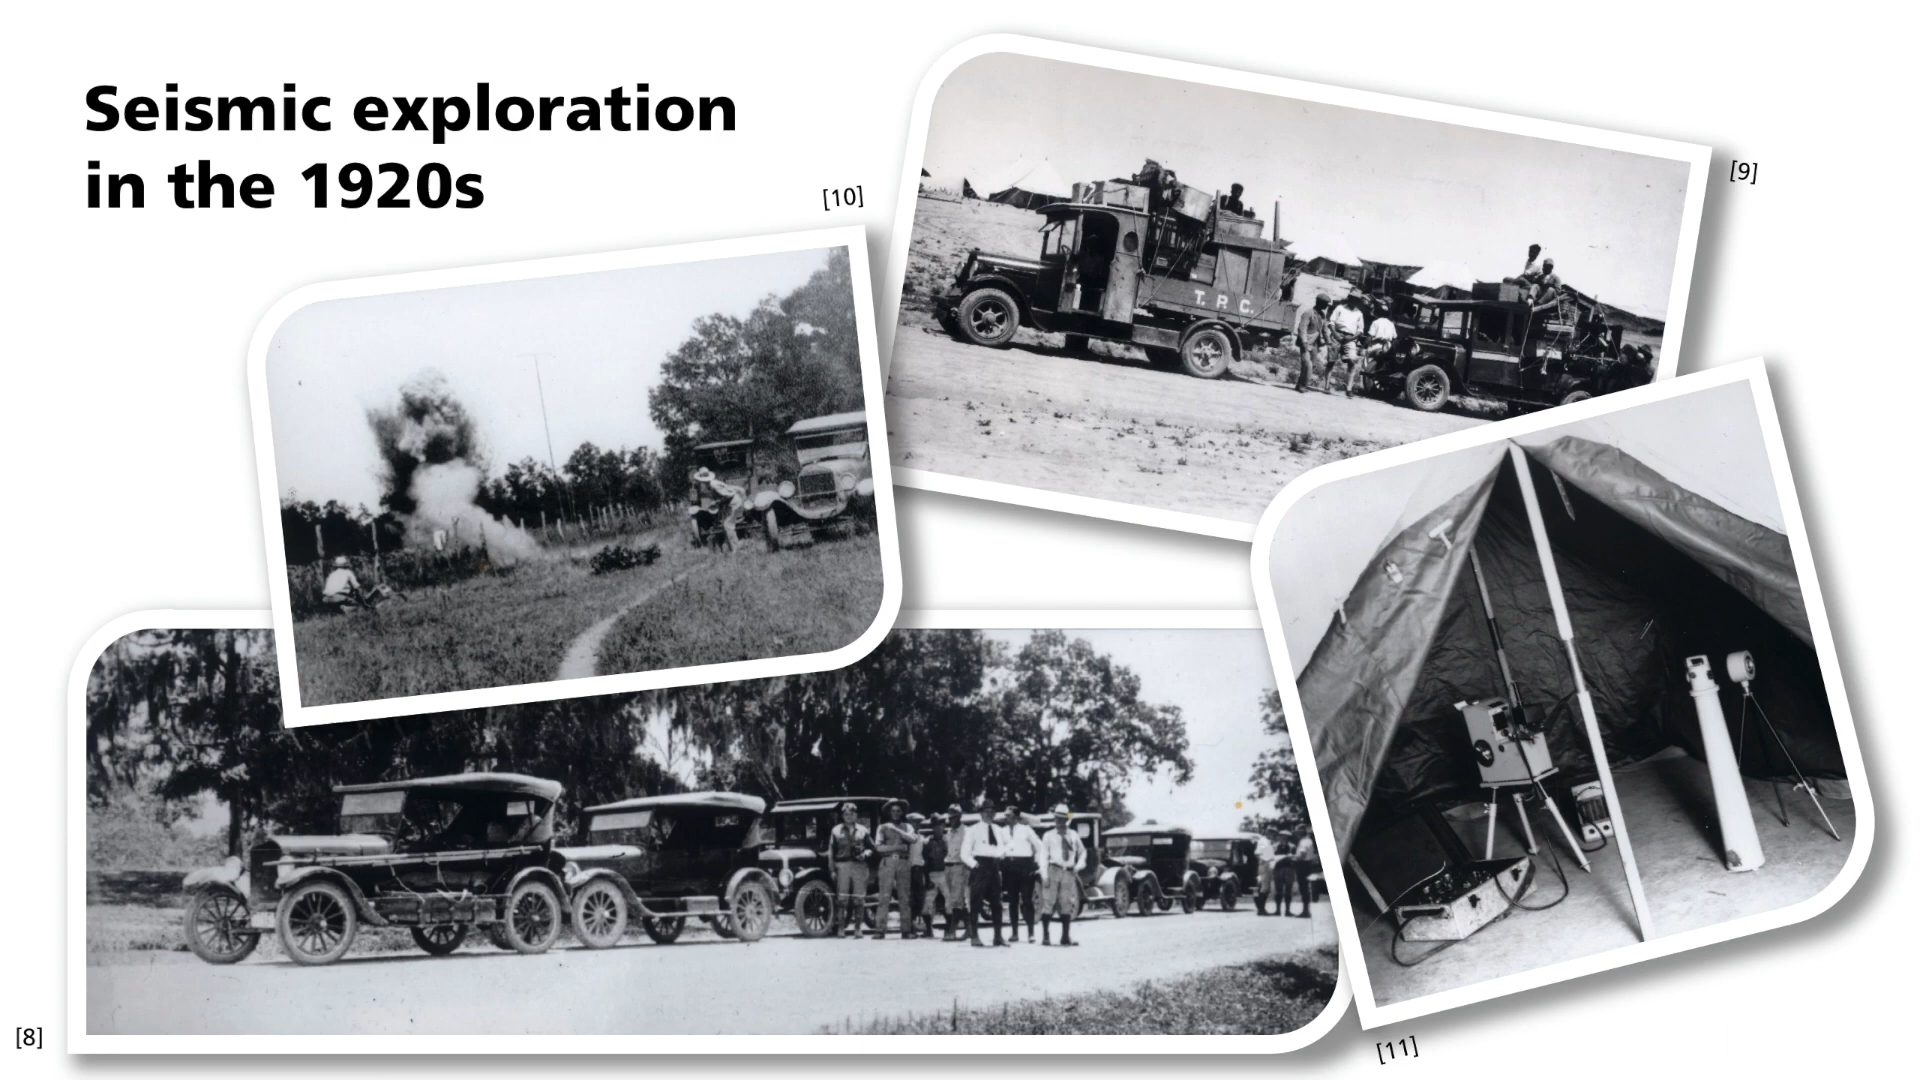 Seismic exploration
in the 1920s
[10]
[9]
T. P. C.
[8]
[11]